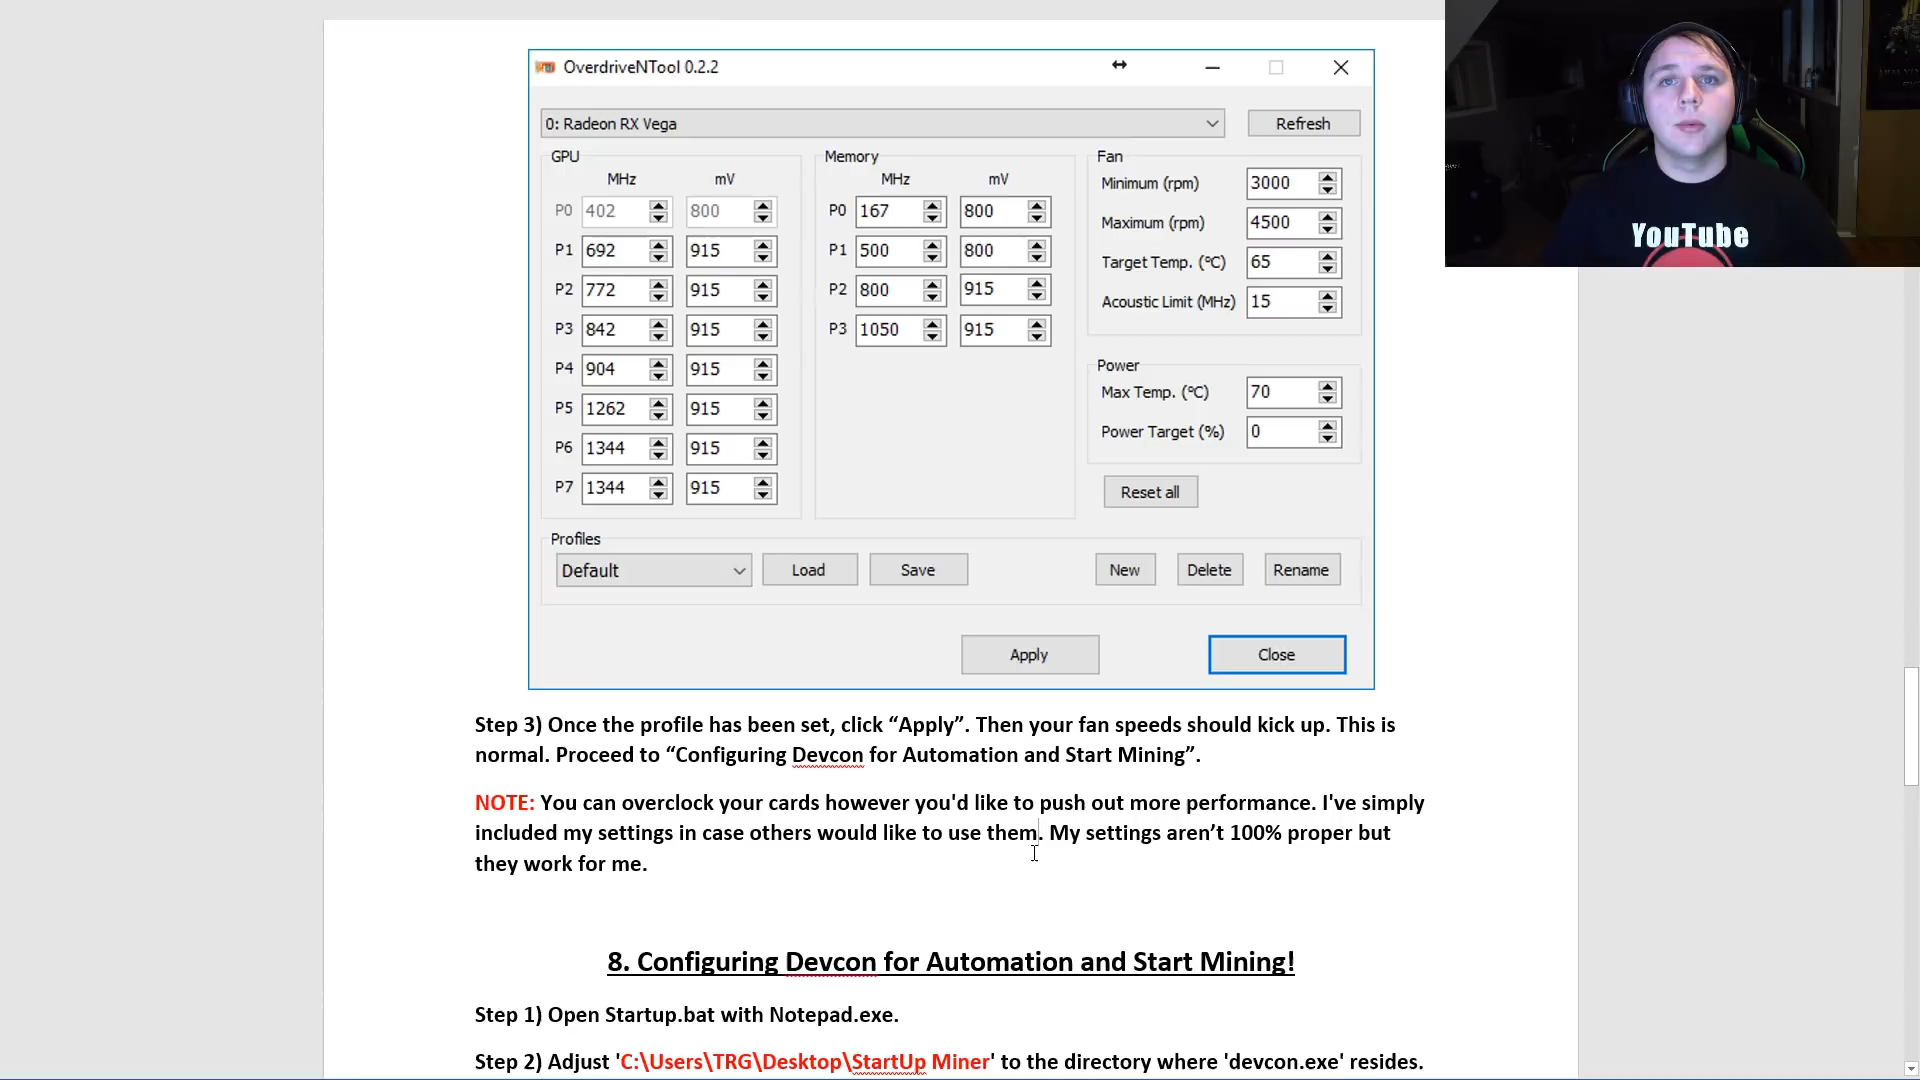 OverdriveNTool 0.2.2
0: Radeon RX Vega
Refresh
GPU
MHz mV
P0 402 800
P1 692 915
P2 772 915
P3 842 915
P4 904 915
P5 1262 915
P6 1344 915
P7 1344 915
Memory
MHz mV
P0 167 800
P1 500 800
P2 800 915
P3 1050 915
Fan
Minimum (rpm) 3000
Maximum (rpm) 4500
Target Temp. (°C) 65
Acoustic Limit (MHz) 15
Power
Max Temp. (°C) 70
Power Target (%) 0
Reset all
Profiles
Default Load Save New Delete Rename
Apply Close
YouTube
Step 3) Once the profile has been set, click “Apply”. Then your fan speeds should kick up. This is
normal. Proceed to “Configuring Devcon for Automation and Start Mining”.
NOTE: You can overclock your cards however you'd like to push out more performance. I've simply
included my settings in case others would like to use them. My settings aren’t 100% proper but
they work for me.
8. Configuring Devcon for Automation and Start Mining!
Step 1) Open Startup.bat with Notepad.exe.
Step 2) Adjust 'C:\Users\TRG\Desktop\StartUp Miner' to the directory where 'devcon.exe' resides.